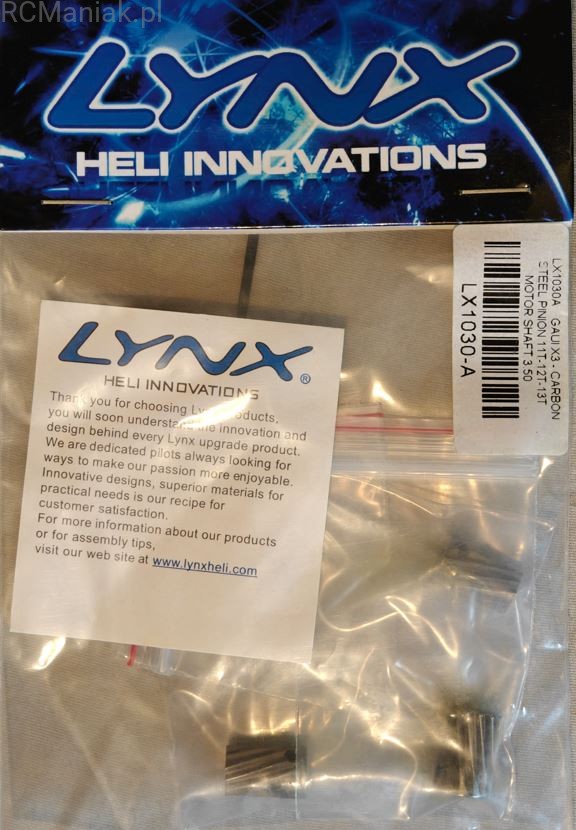 RCManiak.pl
LYNX
HELI INNOVATIONS
LX1030A GAUI X3 - CARBON
STEEL PINION 11T-12T-13T
MOTOR SHAFT 3.50
LX1030-A
LYNX®
HELI INNOVATIONS
Thank you for choosing Lynx products,
you will soon understand the innovation and
design behind every Lynx upgrade product.
We are dedicated pilots always looking for
ways to make our passion more enjoyable.
Innovative designs, superior materials for
practical needs is our recipe for
customer satisfaction.
For more information about our products
or for assembly tips,
visit our web site at www.lynxheli.com